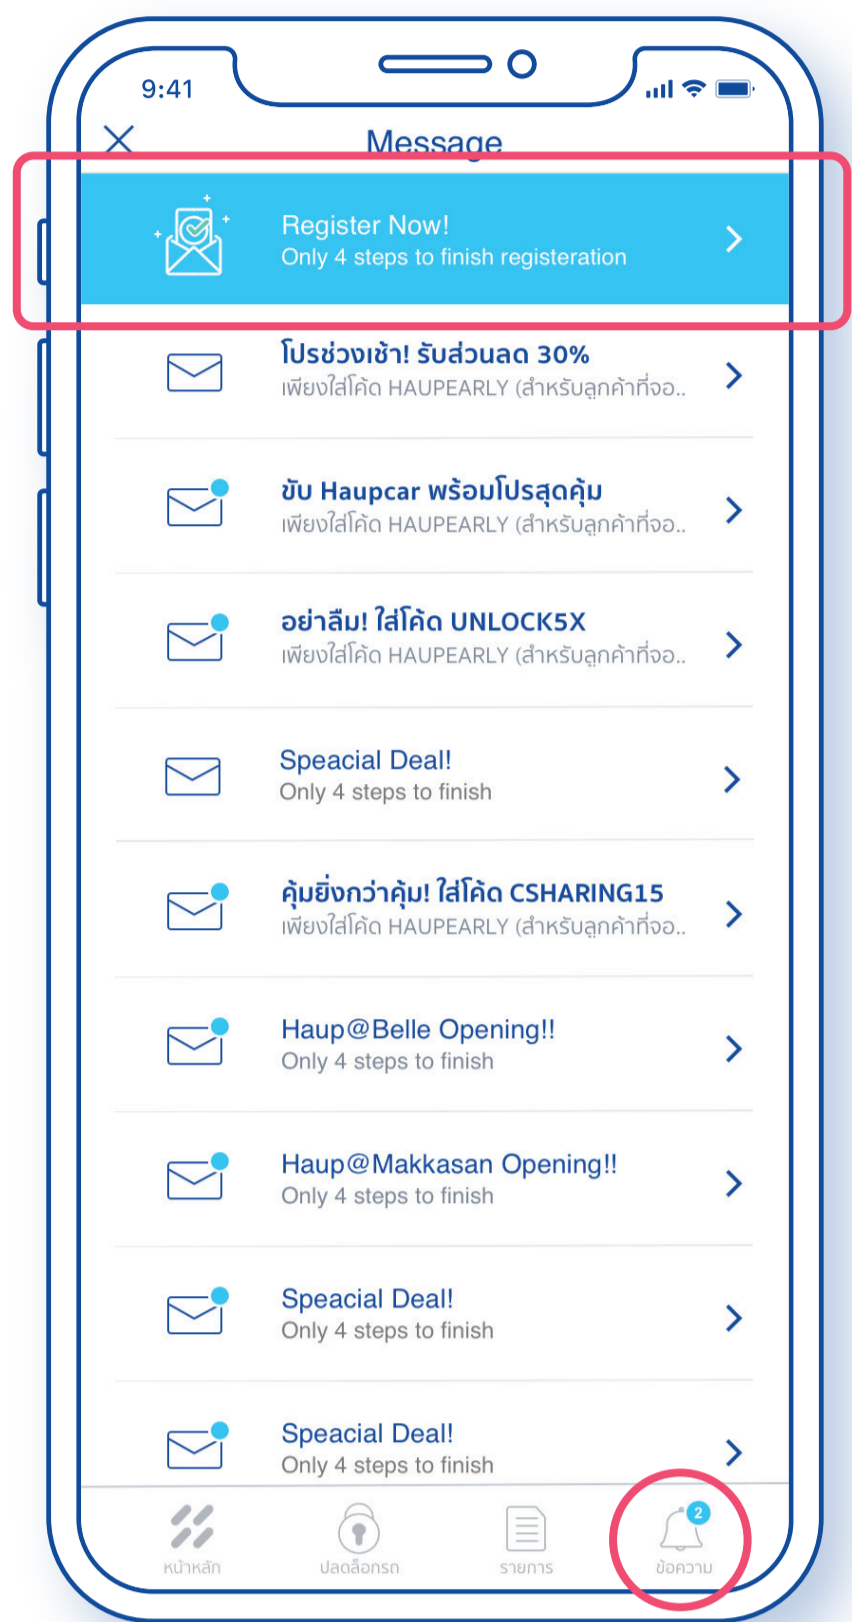 9:41
Message
Register Now!
Only 4 steps to finish registeration
โปรช่วงเช้า! รับส่วนลด 30%
เพียงใส่โค้ด HAUPEARLY (สำหรับลูกค้าที่จอ..
ขับ Haupcar พร้อมโปรสุดคุ้ม
เพียงใส่โค้ด HAUPEARLY (สำหรับลูกค้าที่จอ..
อย่าลืม! ใส่โค้ด UNLOCK5X
เพียงใส่โค้ด HAUPEARLY (สำหรับลูกค้าที่จอ..
Speacial Deal!
Only 4 steps to finish
คุ้มยิ่งกว่าคุ้ม! ใส่โค้ด CSHARING15
เพียงใส่โค้ด HAUPEARLY (สำหรับลูกค้าที่จอ..
Haup@Belle Opening!!
Only 4 steps to finish
Haup@Makkasan Opening!!
Only 4 steps to finish
Speacial Deal!
Only 4 steps to finish
Speacial Deal!
Only 4 steps to finish
2
หน้าหลัก ปลดล็อกรถ รายการ ข้อความ